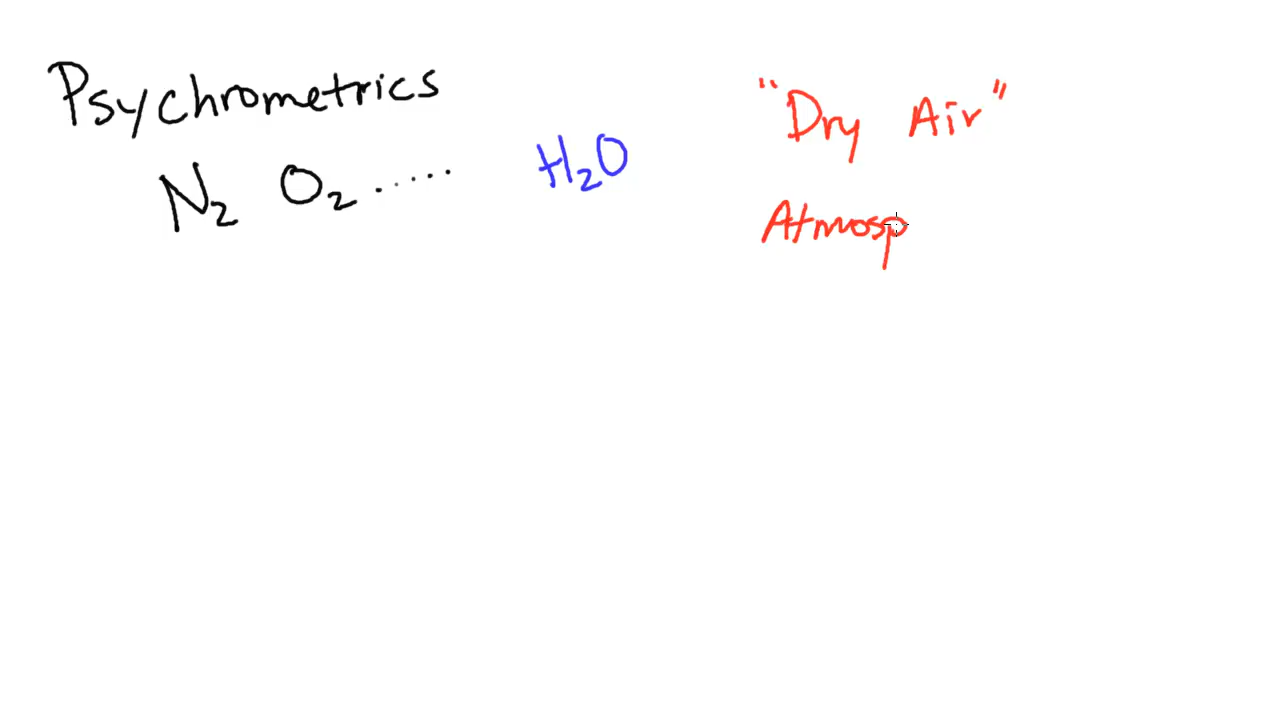 Psychrometrics
N₂ O₂ ..... H₂O
"Dry Air"
Atmosp